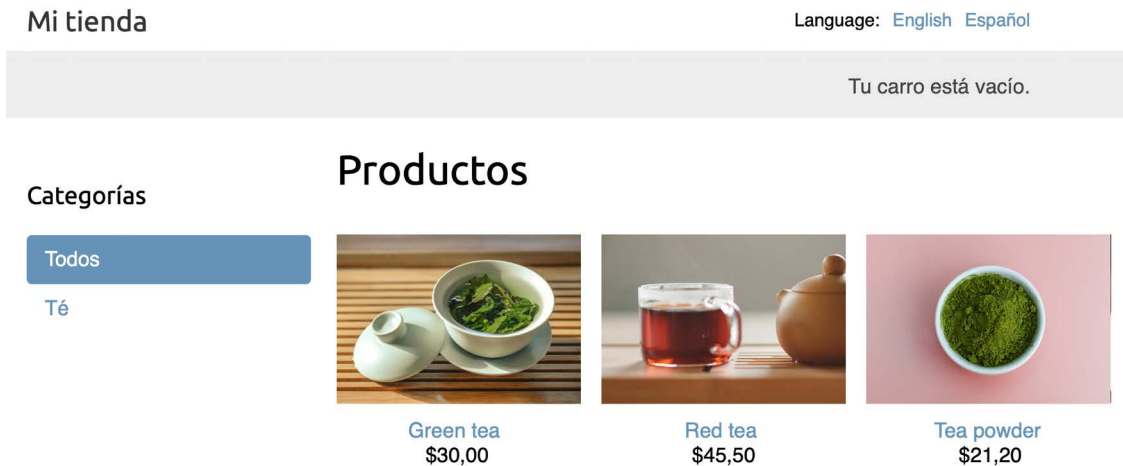 Mi tienda
Language: English Español
Tu carro está vacío.
Categorías
Todos
Té
Productos
Green tea
$30,00
Red tea
$45,50
Tea powder
$21,20